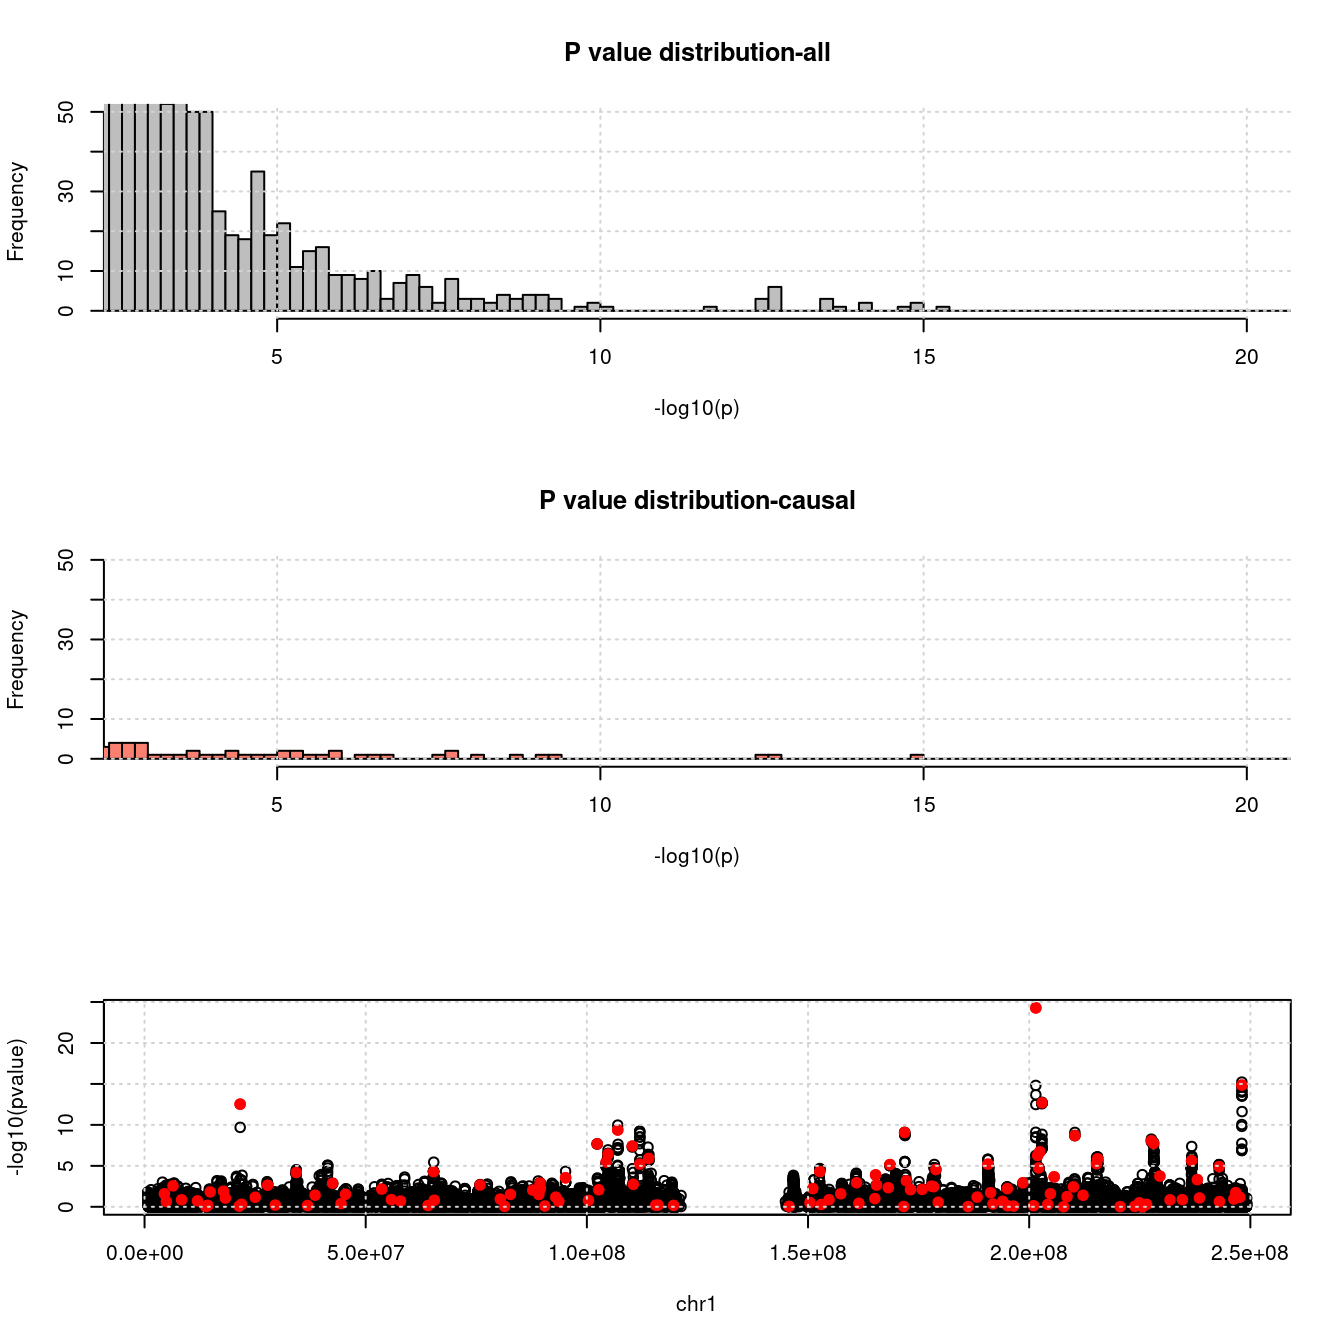 P value distribution-all
Frequency
50
30
10
0
5 10 15 20
-log10(p)
P value distribution-causal
Frequency
50
30
10
0
5 10 15 20
-log10(p)
-log10(pvalue)
20
10
5
0
0.0e+00 5.0e+07 1.0e+08 1.5e+08 2.0e+08 2.5e+08
chr1